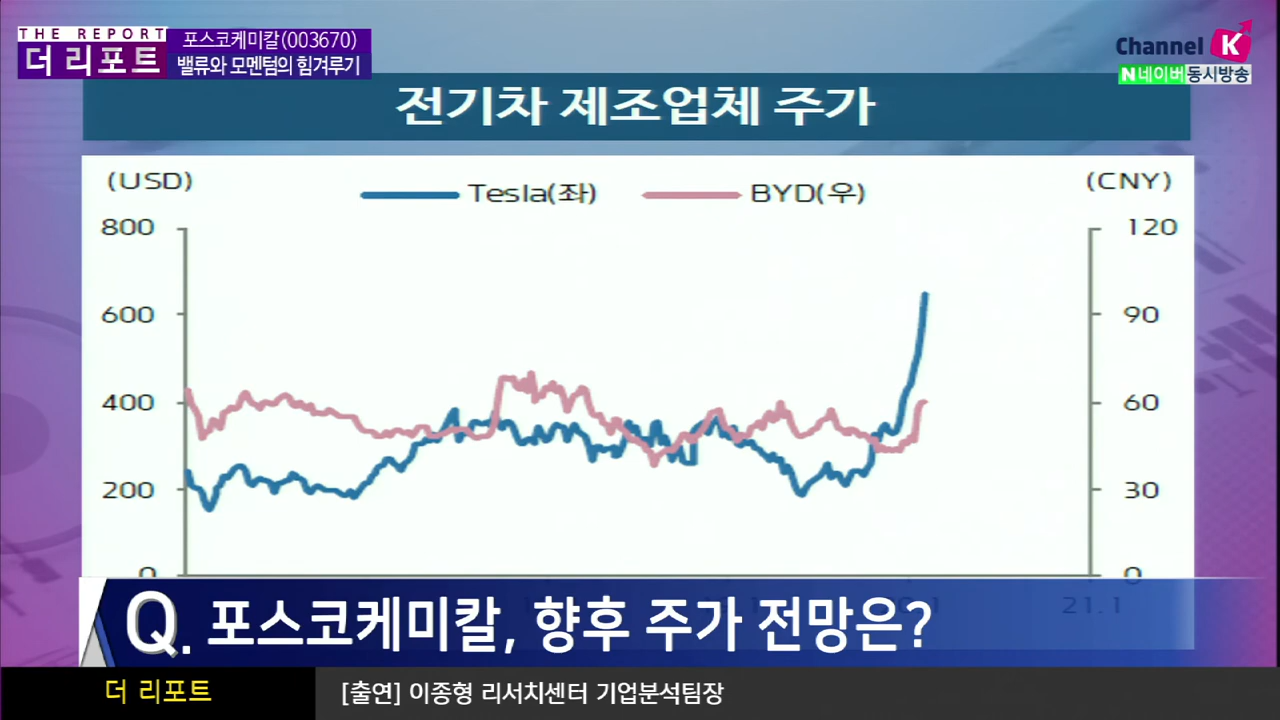 THE REPORT
더 리포트
포스코케미칼(003670)
밸류와 모멘텀의 힘겨루기
Channel K
N네이버동시방송
전기차 제조업체 주가
(USD)
Tesla(좌)
BYD(우)
(CNY)
800
120
600
90
400
60
200
30
0
0
21.1
Q. 포스코케미칼, 향후 주가 전망은?
더 리포트
[출연] 이종형 리서치센터 기업분석팀장